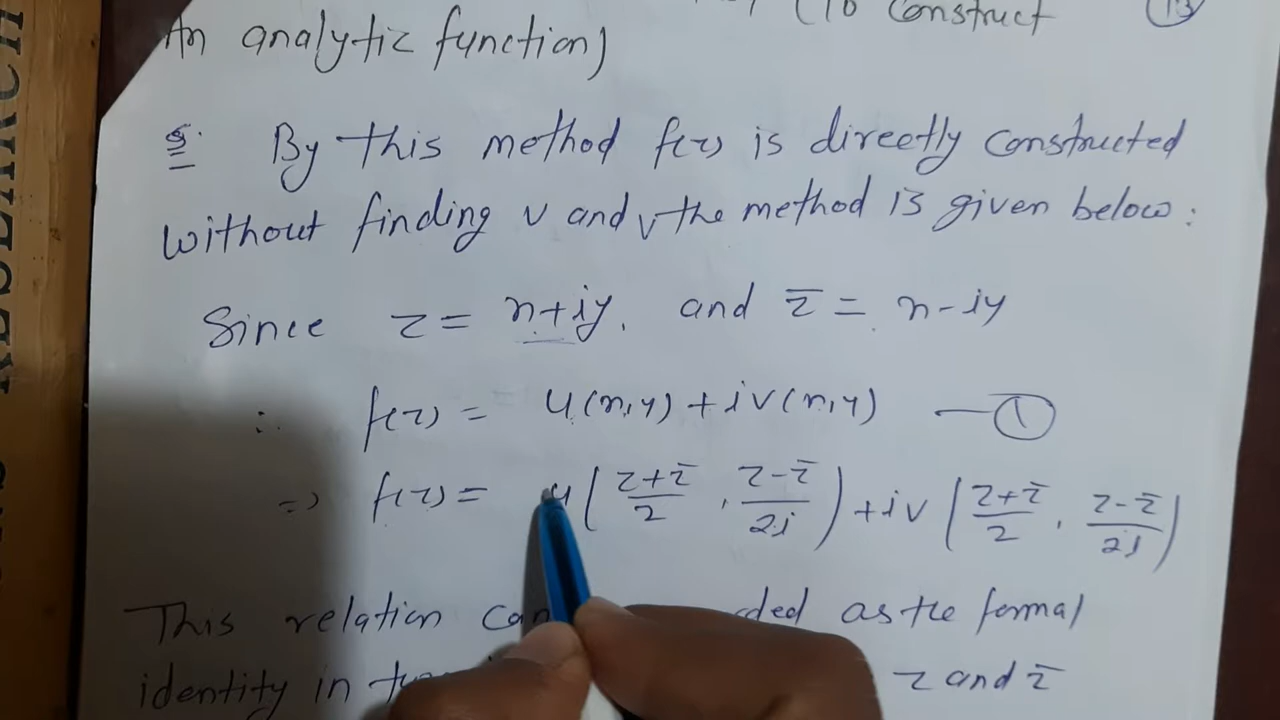 (To construct 13
An analytic function)
By this method f(z) is directly constructed
without finding v and v the method is given below:
Since z = x+iy, and z̅ = x-iy
∴ f(z) = u(x,y) + iv(x,y) —①
⇒ f(z) = u(z+z̅/2, z-z̅/2i) + iv(z+z̅/2, z-z̅/2i)
This relation as the formal
identity in z and z̅
RESEARCH